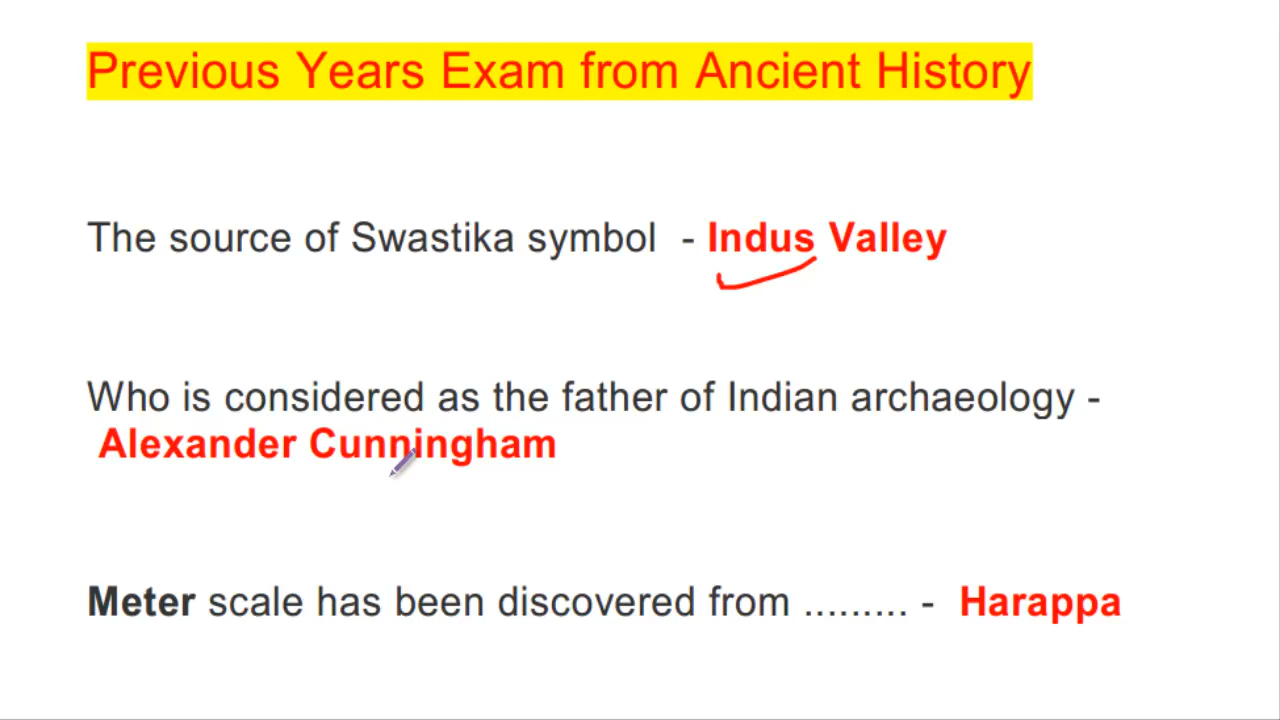 Previous Years Exam from Ancient History
The source of Swastika symbol - Indus Valley
Who is considered as the father of Indian archaeology -
Alexander Cunningham
Meter scale has been discovered from ......... - Harappa